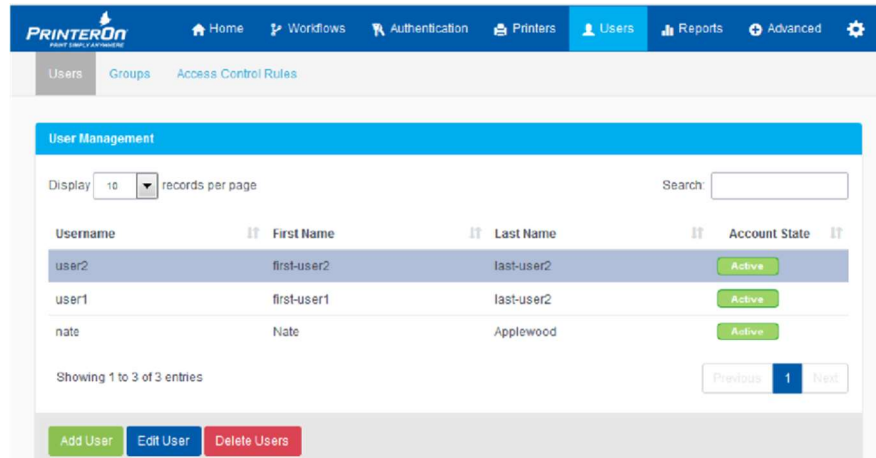 PRINTERON
PRINT SIMPLY ANYWHERE
Home Workflows Authentication Printers Users Reports Advanced
Users Groups Access Control Rules
User Management
Display 10 records per page Search:
Username First Name Last Name Account State
user2 first-user2 last-user2 Active
user1 first-user1 last-user2 Active
nate Nate Applewood Active
Showing 1 to 3 of 3 entries Previous 1 Next
Add User Edit User Delete Users